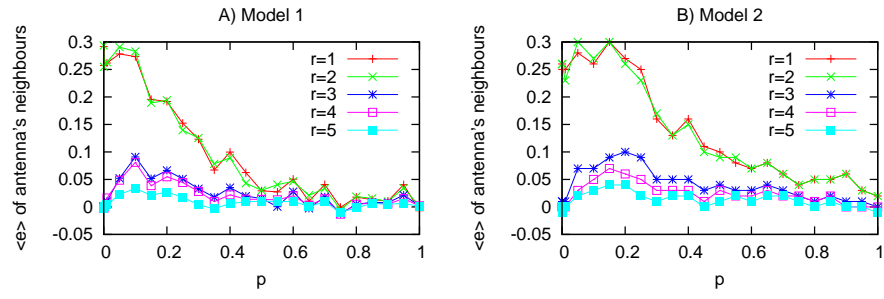 A) Model 1
<e> of antenna's neighbours
0.3
0.25
0.2
0.15
0.1
0.05
0
-0.05
r=1
r=2
r=3
r=4
r=5
0 0.2 0.4 0.6 0.8 1
p
B) Model 2
<e> of antenna's neighbours
0.3
0.25
0.2
0.15
0.1
0.05
0
-0.05
r=1
r=2
r=3
r=4
r=5
0 0.2 0.4 0.6 0.8 1
p